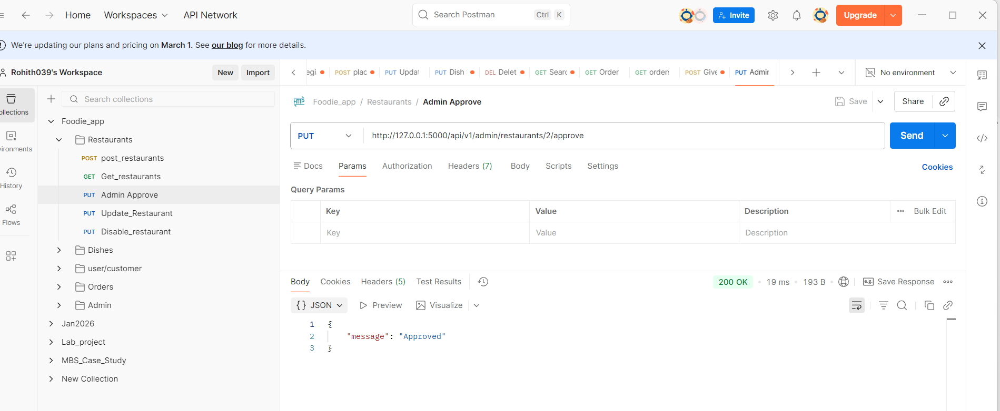 Home Workspaces API Network Search Postman Ctrl K Invite Upgrade
We're updating our plans and pricing on March 1. See our blog for more details.
Rohith039's Workspace New Import
egi POST plac PUT Updat PUT Dish DEL Delet GET Searc GET Order GET orders POST Give PUT Admin No environment
Search collections
ollections
Foodie_app
Restaurants
POST post_restaurants
GET Get_restaurants
PUT Admin Approve
PUT Update_Restaurant
PUT Disable_restaurant
Dishes
user/customer
Orders
Admin
Jan2026
Lab_project
MBS_Case_Study
New Collection
vironments
History
Flows
HTTP Foodie_app / Restaurants / Admin Approve Save Share
PUT http://127.0.0.1:5000/api/v1/admin/restaurants/2/approve Send
Docs Params Authorization Headers (7) Body Scripts Settings Cookies
Query Params
Key Value Description Bulk Edit
Key Value Description
Body Cookies Headers (5) Test Results 200 OK 19 ms 193 B e.g. Save Response
{} JSON Preview Visualize
1 {
2 "message": "Approved"
3 }